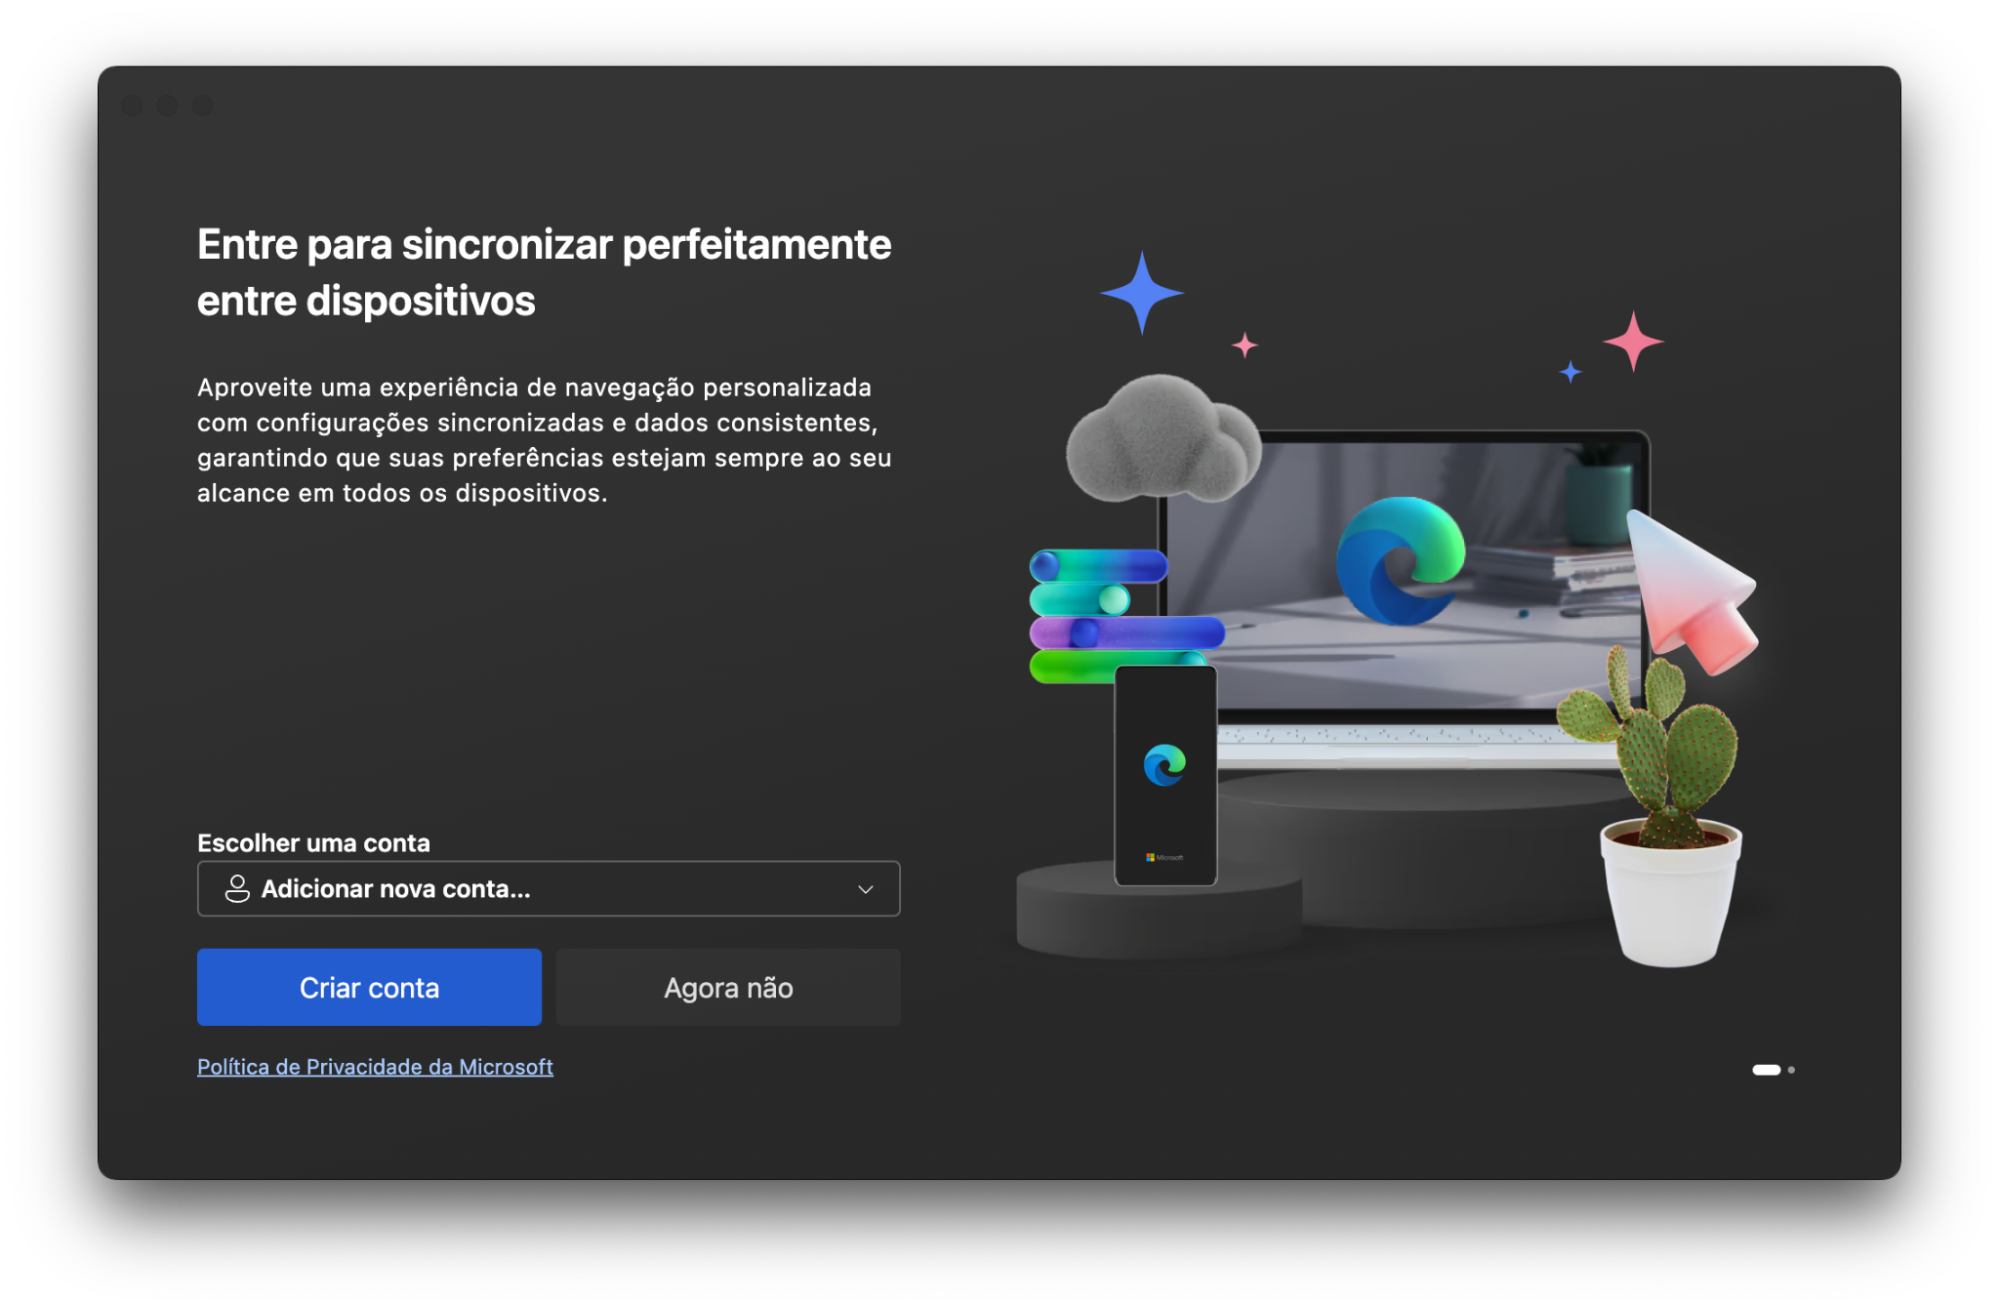 Entre para sincronizar perfeitamente
entre dispositivos
Aproveite uma experiência de navegação personalizada
com configurações sincronizadas e dados consistentes,
garantindo que suas preferências estejam sempre ao seu
alcance em todos os dispositivos.
Escolher uma conta
Adicionar nova conta...
Criar conta
Agora não
Política de Privacidade da Microsoft
Microsoft